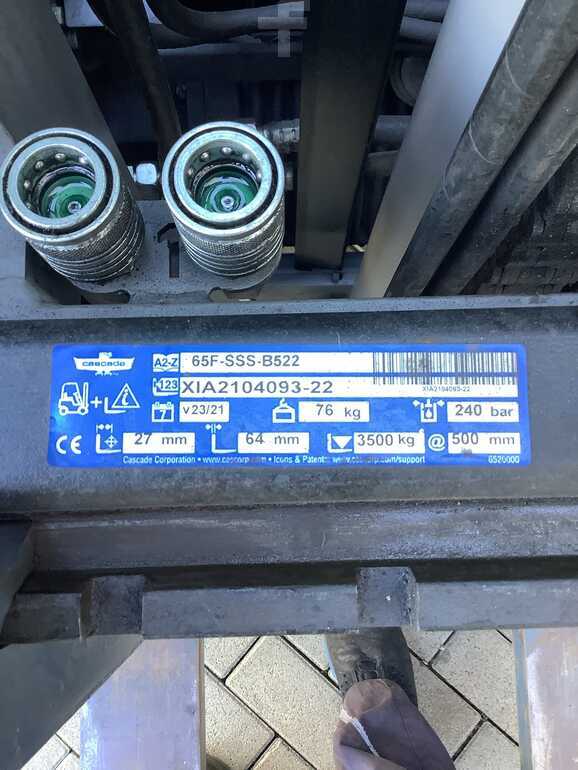 cascade A2-Z 65F-SSS-B522
№123 XIA2104093-22 XIA2104093-22
7 v23/21 76 kg 240 bar
CE 27 mm 64 mm 3500 kg @ 500 mm
Cascade Corporation • www.cascorp.com • Icons & Patents: www.cascorp.com/support 6520000